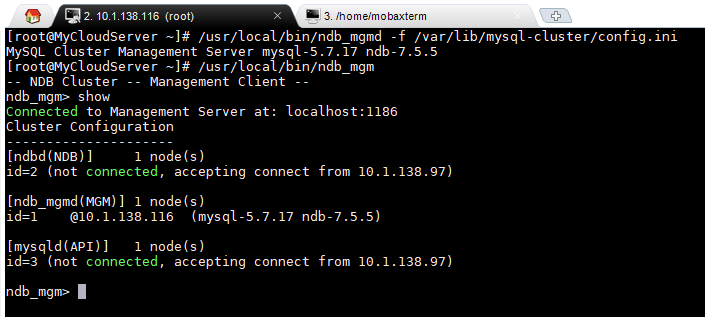 2. 10.1.138.116 (root)
3. /home/mobaxterm
[root@MyCloudServer ~]# /usr/local/bin/ndb_mgmd -f /var/lib/mysql-cluster/config.ini
MySQL Cluster Management Server mysql-5.7.17 ndb-7.5.5
[root@MyCloudServer ~]# /usr/local/bin/ndb_mgm
-- NDB Cluster -- Management Client --
ndb_mgm> show
Connected to Management Server at: localhost:1186
Cluster Configuration
---------------------
[ndbd(NDB)]     1 node(s)
id=2 (not connected, accepting connect from 10.1.138.97)
[ndb_mgmd(MGM)] 1 node(s)
id=1    @10.1.138.116  (mysql-5.7.17 ndb-7.5.5)
[mysqld(API)]   1 node(s)
id=3 (not connected, accepting connect from 10.1.138.97)
ndb_mgm>